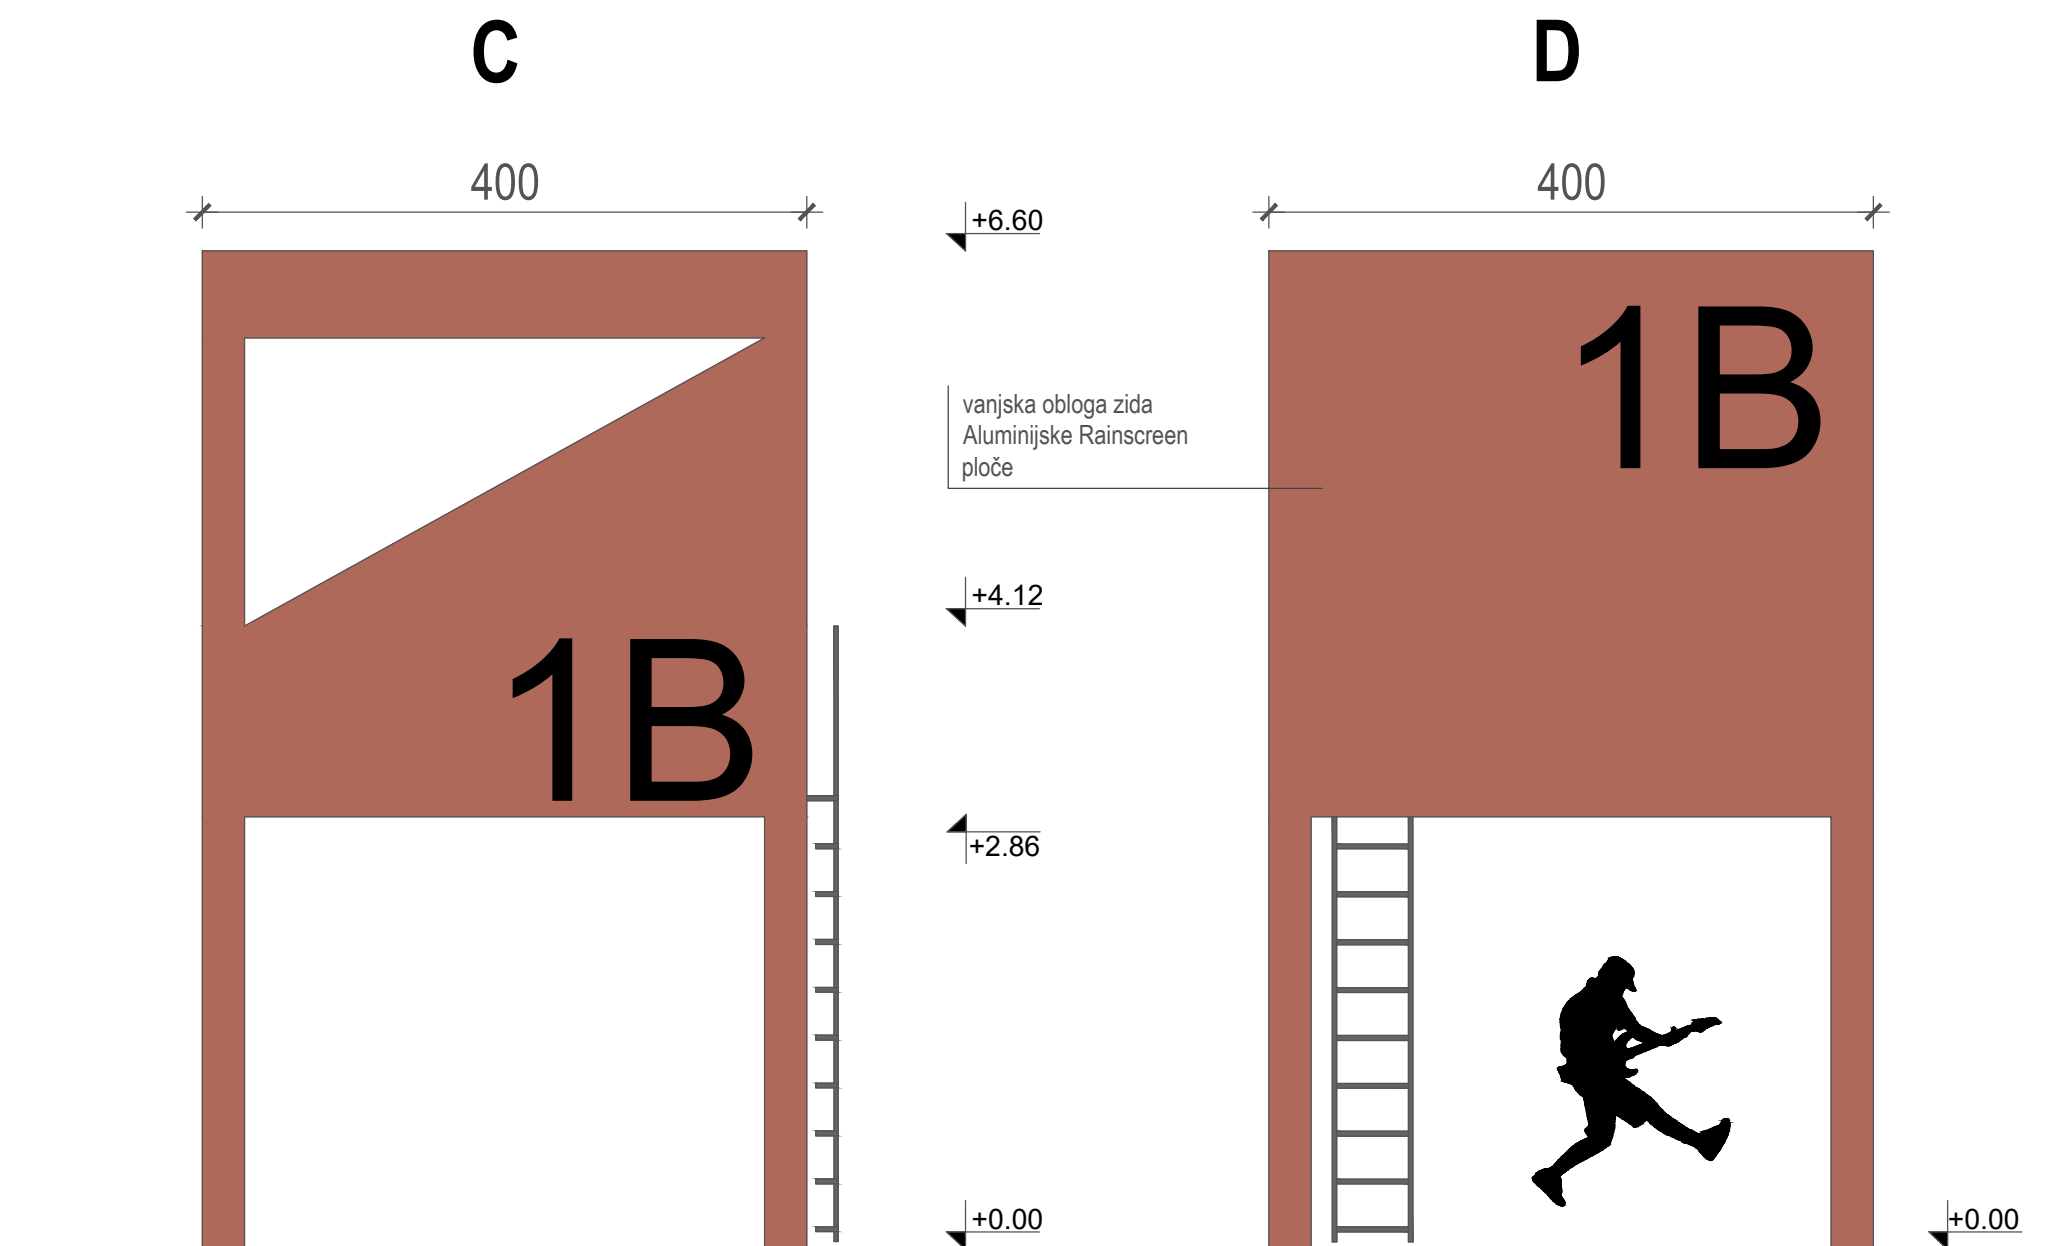 C
D
400
400
+6.60
1B
vanjska obloga zida
Aluminijske Rainscreen
ploče
+4.12
1B
+2.86
+0.00
+0.00